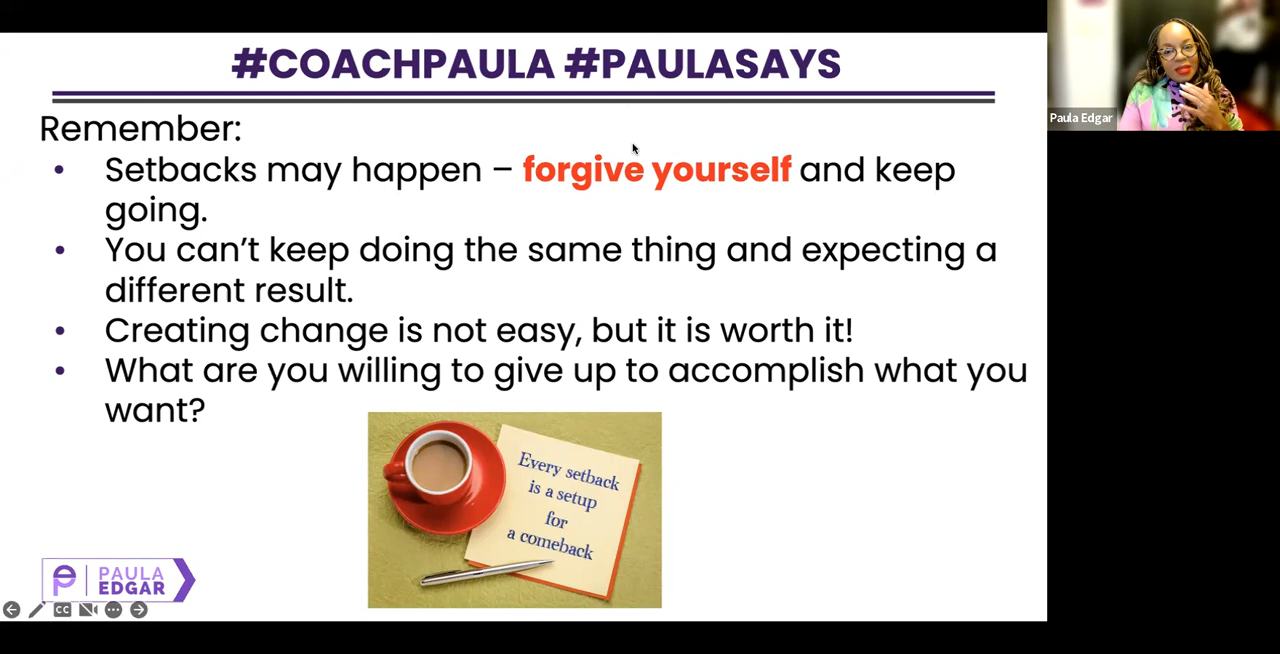 #COACHPAULA #PAULASAYS
Paula Edgar
Remember:
• Setbacks may happen – forgive yourself and keep
going.
• You can’t keep doing the same thing and expecting a
different result.
• Creating change is not easy, but it is worth it!
• What are you willing to give up to accomplish what you
want?
Every setback
is a setup
for
a comeback
PAULA
EDGAR
CC